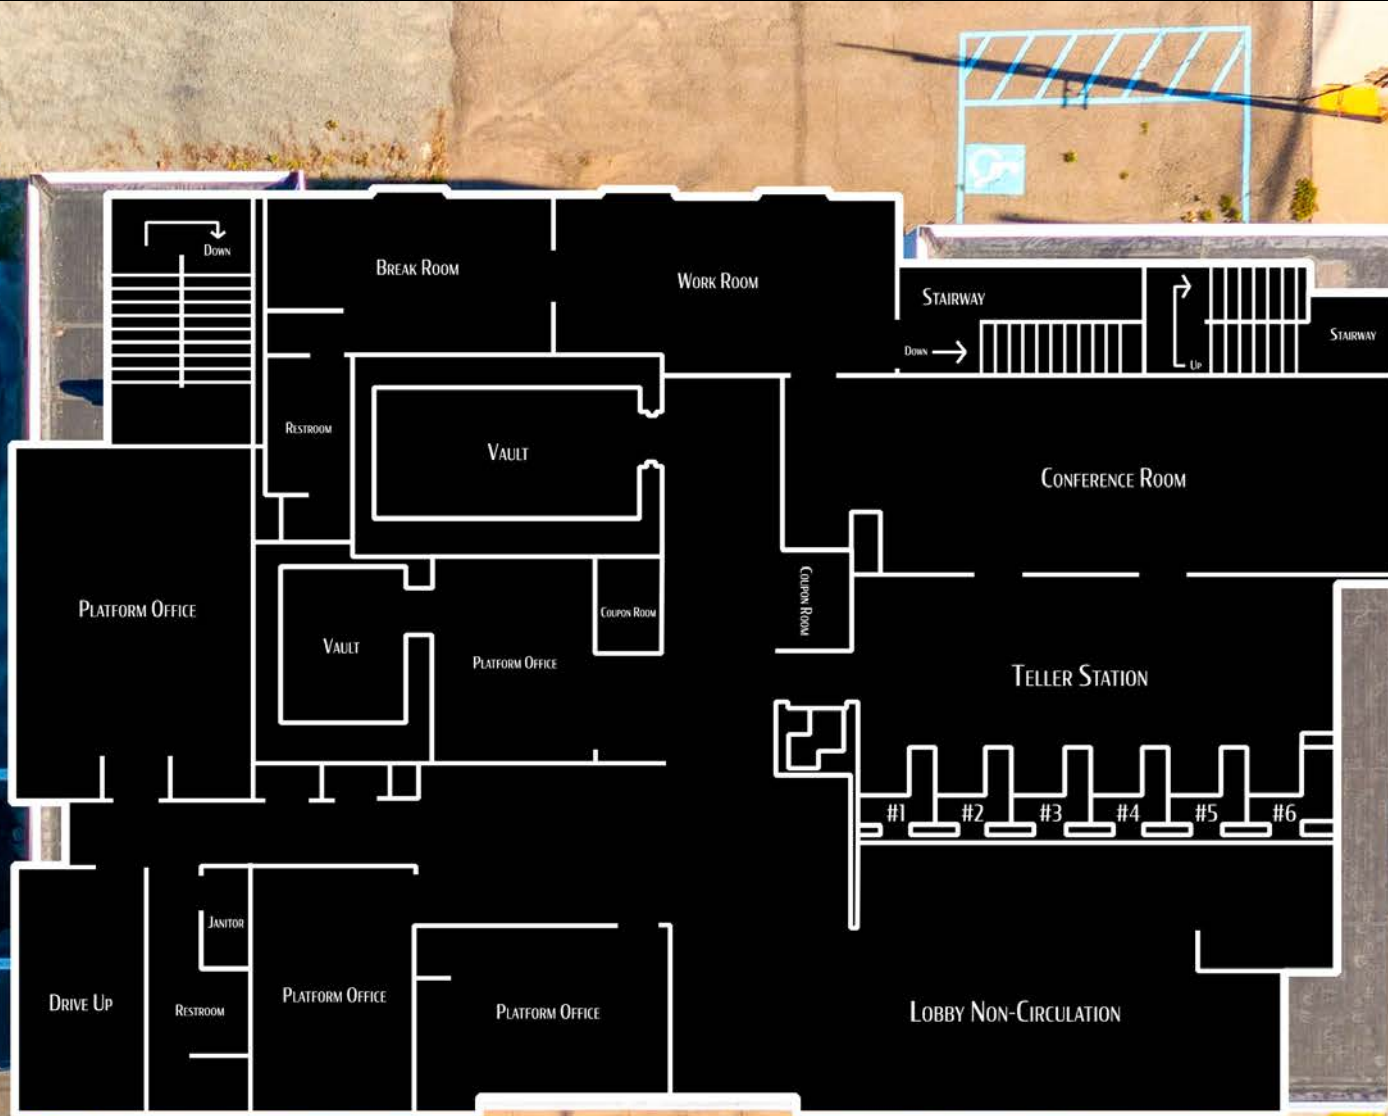 Down
Break Room
Work Room
Stairway
Down
Up
Stairway
Restroom
Vault
Conference Room
Platform Office
Vault
Platform Office
Coupon Room
Coupon Room
Teller Station
#1
#2
#3
#4
#5
#6
Janitor
Drive Up
Restroom
Platform Office
Platform Office
Lobby Non-Circulation